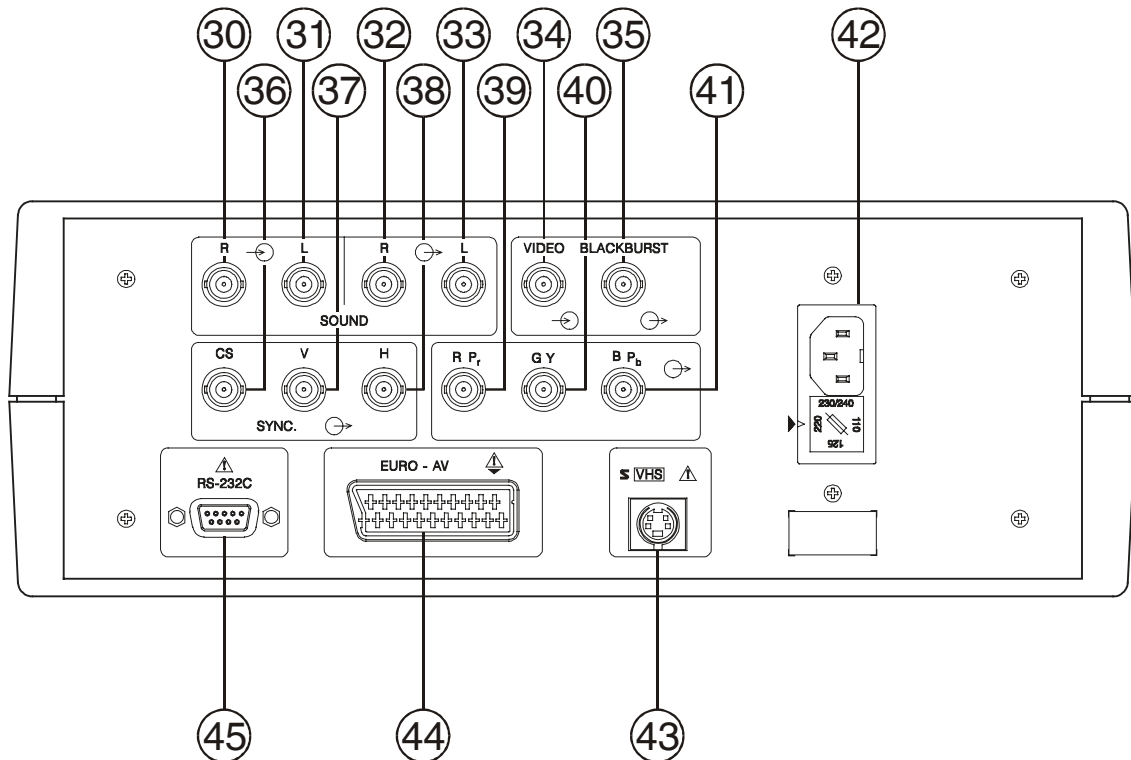 30 31 32 33 34 35 42
36 37 38 39 40 41
R L R L
SOUND
VIDEO BLACKBURST
CS V H
SYNC.
R Pr G Y B Pb
230/240
220
110
125
RS-232C
EURO - AV
S VHS
45 44 43